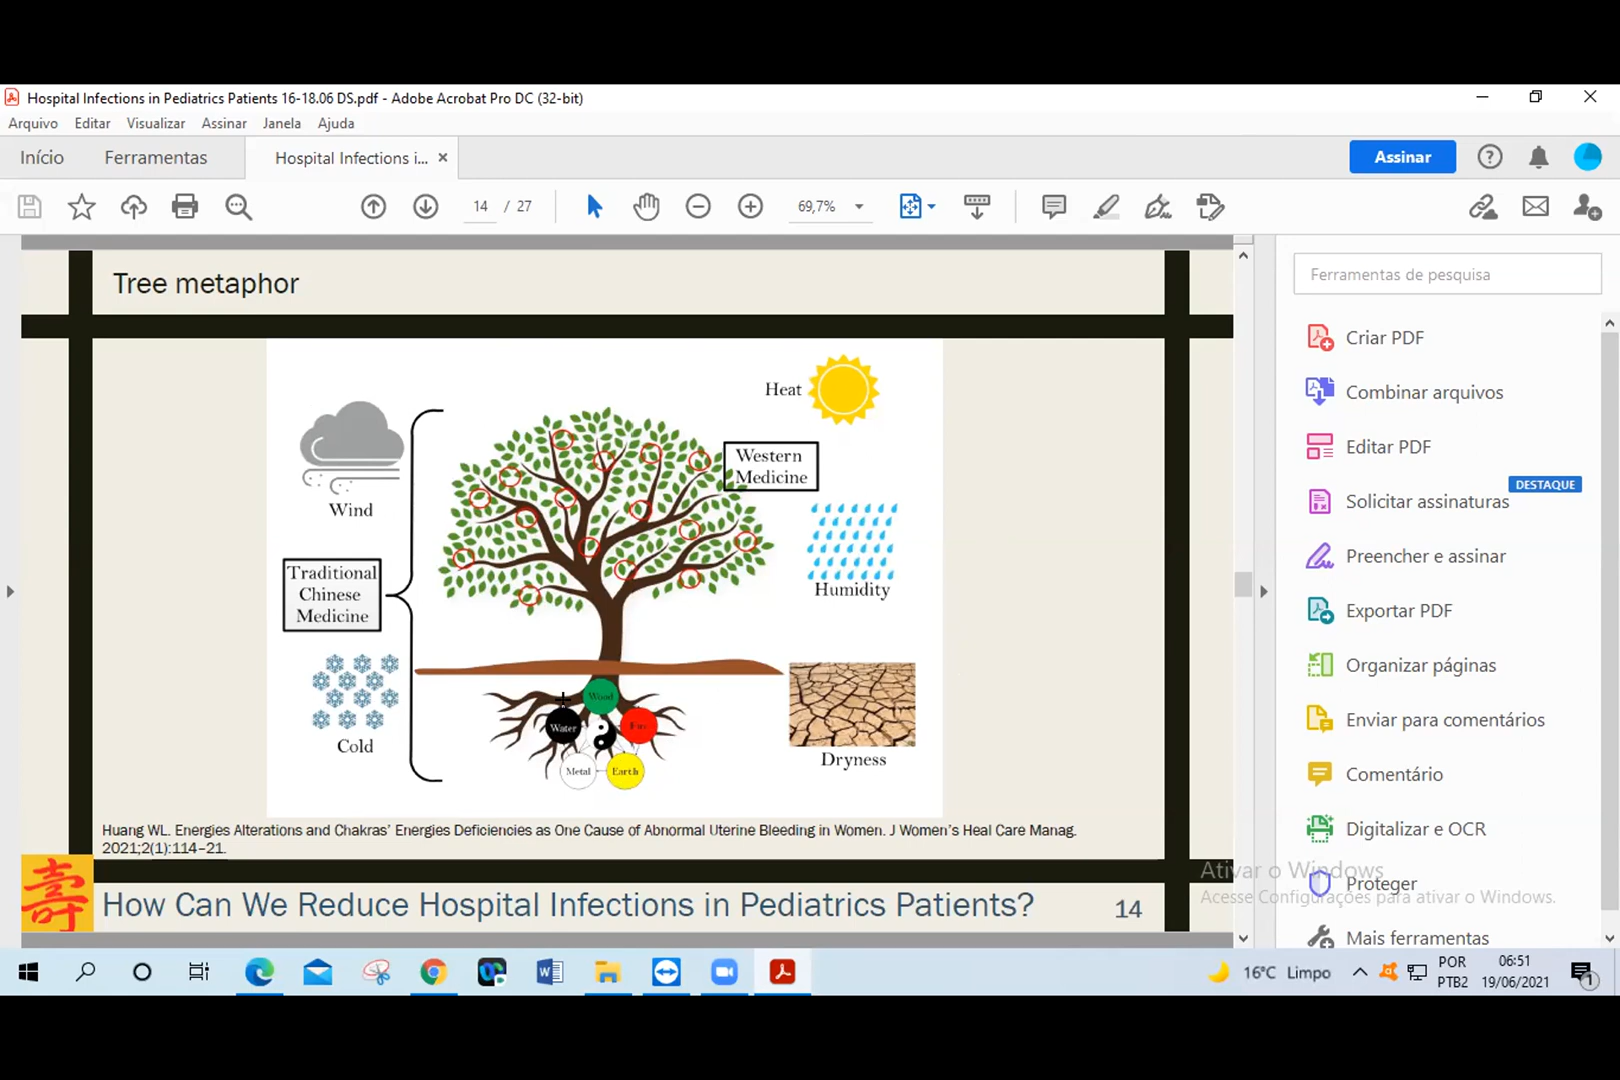 Hospital Infections in Pediatrics Patients 16-18.06 DS.pdf - Adobe Acrobat Pro DC (32-bit)
Arquivo Editar Visualizar Assinar Janela Ajuda
Início Ferramentas Hospital Infections i... Assinar
14 / 27 69,7%
Tree metaphor
Heat
Western
Medicine
Wind
Traditional
Chinese
Medicine
Humidity
Cold
Dryness
Wood
Water
Fire
Metal
Earth
Huang WL. Energies Alterations and Chakras' Energies Deficiencies as One Cause of Abnormal Uterine Bleeding in Women. J Women's Heal Care Manag.
2021;2(1):114–21.
壽
How Can We Reduce Hospital Infections in Pediatrics Patients? 14
Ferramentas de pesquisa
Criar PDF
Combinar arquivos
Editar PDF
DESTAQUE
Solicitar assinaturas
Preencher e assinar
Exportar PDF
Organizar páginas
Enviar para comentários
Comentário
Digitalizar e OCR
Ativar o Windows
Proteger
Acesse Configurações para ativar o Windows.
Mais ferramentas
16°C Limpo
POR
PTB2
06:51
19/06/2021
1